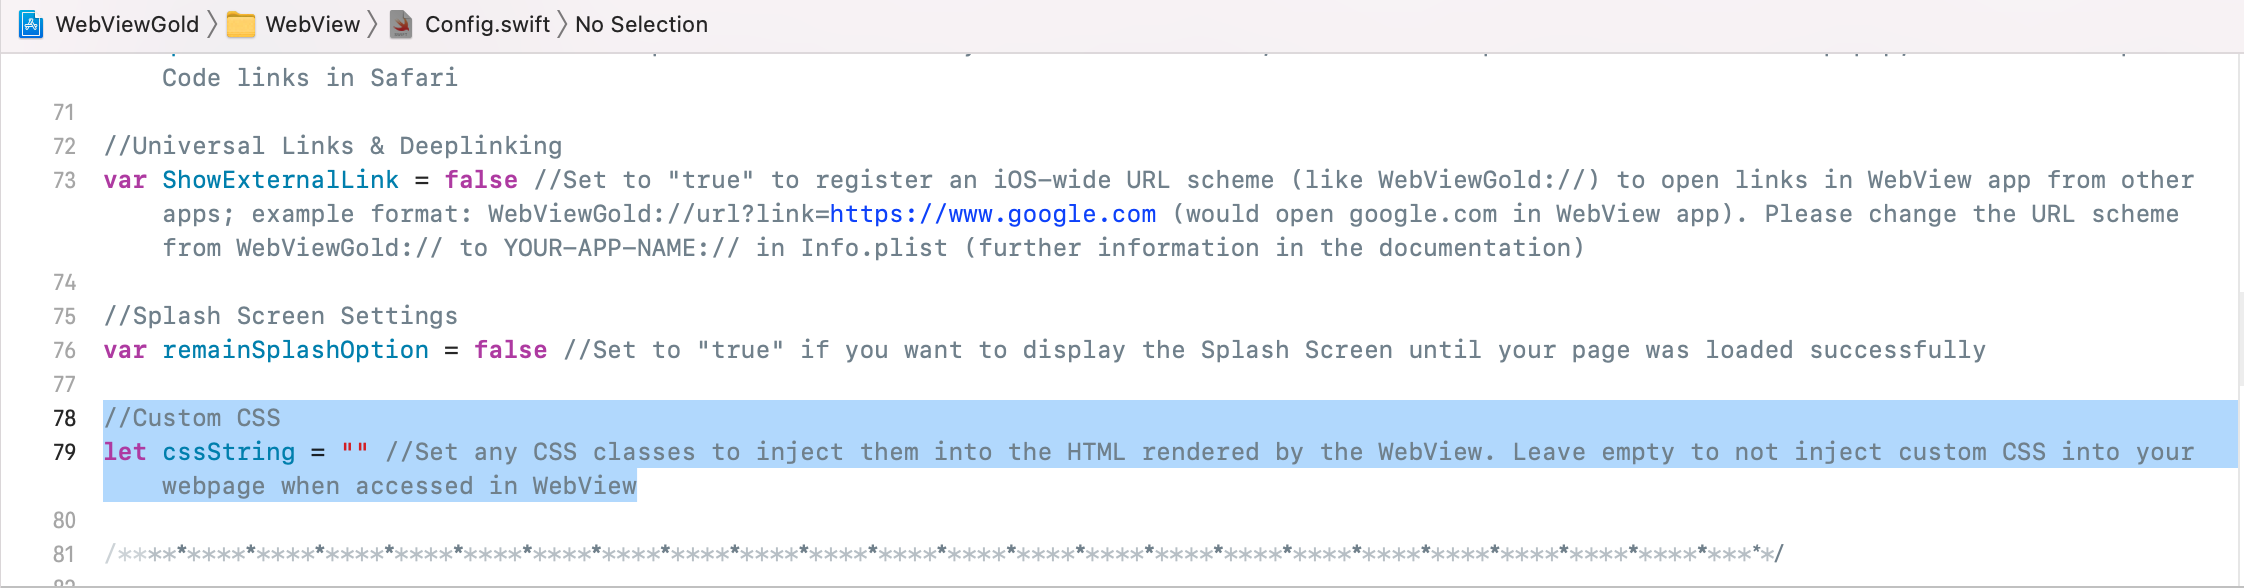 WebViewGold WebView Config.swift No Selection
Code links in Safari
71
72 //Universal Links & Deeplinking
73 var ShowExternalLink = false //Set to "true" to register an iOS-wide URL scheme (like WebViewGold://) to open links in WebView app from other
apps; example format: WebViewGold://url?link=https://www.google.com (would open google.com in WebView app). Please change the URL scheme
from WebViewGold:// to YOUR-APP-NAME:// in Info.plist (further information in the documentation)
74
75 //Splash Screen Settings
76 var remainSplashOption = false //Set to "true" if you want to display the Splash Screen until your page was loaded successfully
77
78 //Custom CSS
79 let cssString = "" //Set any CSS classes to inject them into the HTML rendered by the WebView. Leave empty to not inject custom CSS into your
webpage when accessed in WebView
80
81 /*************************************************************************************************/